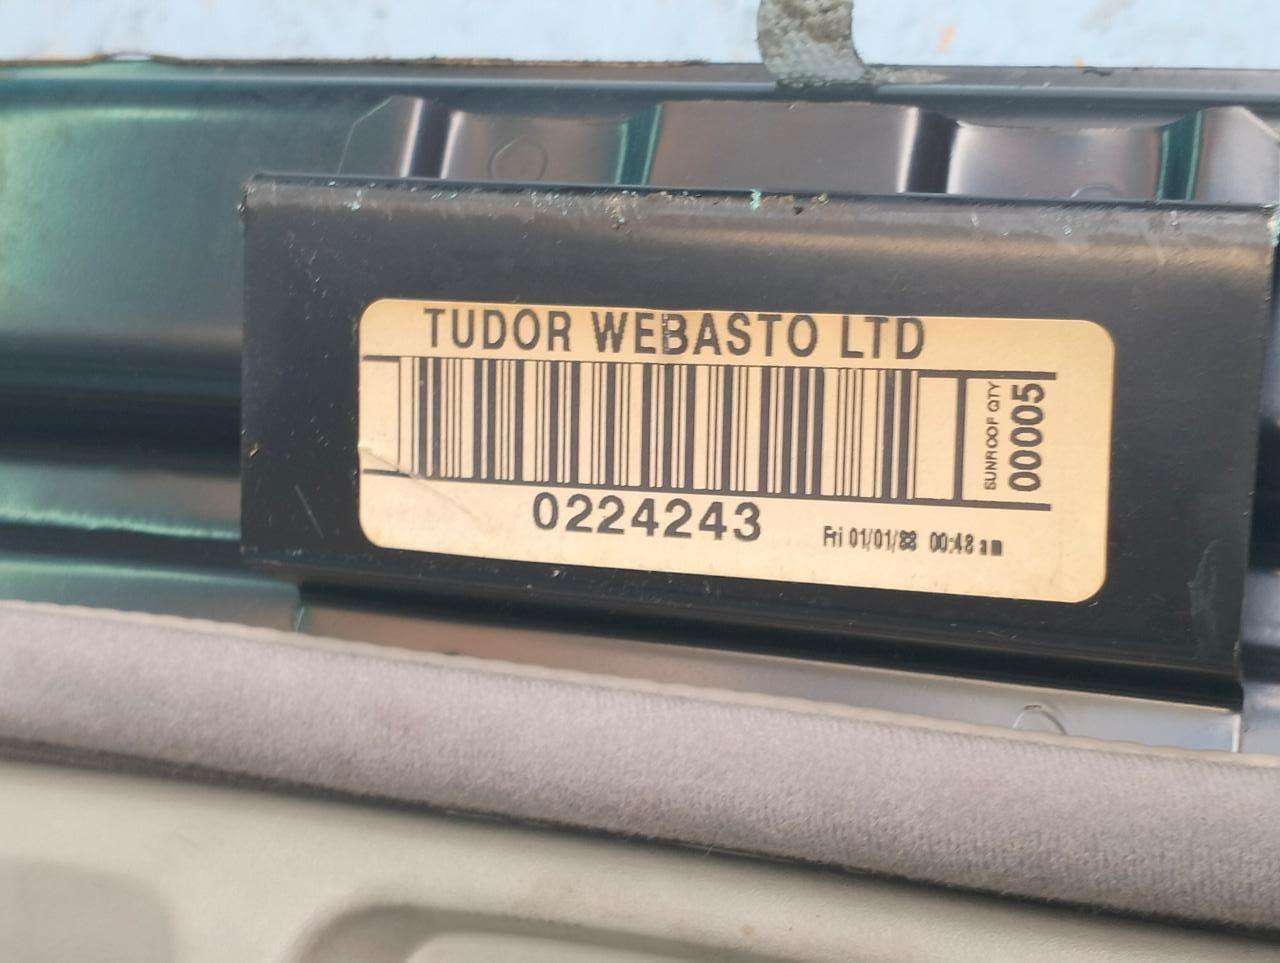 TUDOR WEBASTO LTD
SUNROOF QTY
00005
0224243
Fri 01/01/88 00:48 am